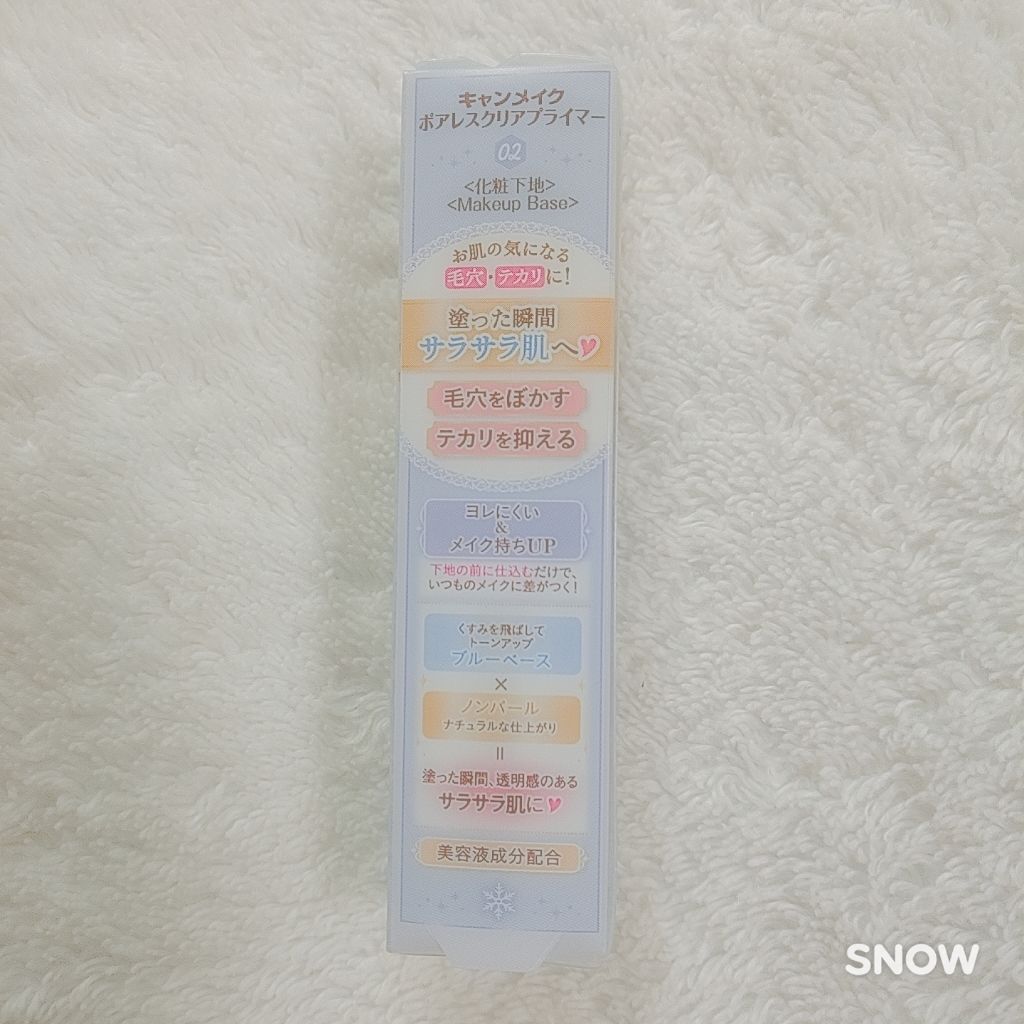 キャンメイク
ポアレスクリアプライマー
02
<化粧下地>
<Makeup Base>
お肌の気になる
毛穴・テカリに!
塗った瞬間
サラサラ肌へ
毛穴をぼかす
テカリを抑える
ヨレにくい
&
メイク持ちUP
下地の前に仕込むだけで、
いつものメイクに差がつく!
くすみを飛ばして
トーンアップ
ブルーベース
×
ノンパール
ナチュラルな仕上がり
=
塗った瞬間、透明感のある
サラサラ肌に
美容液成分配合
SNOW